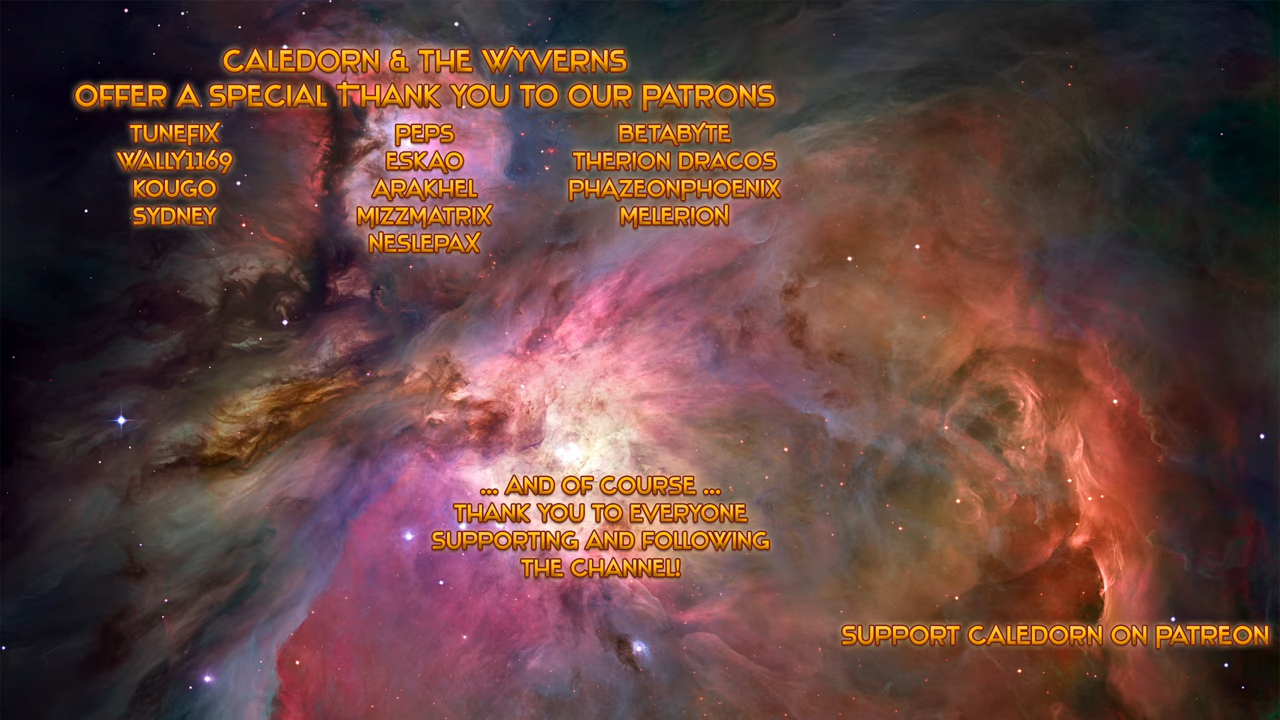 CALEDORN & THE WYVERNS
OFFER A SPECIAL THANK YOU TO OUR PATRONS
TUNEFIX
WALLY1169
KOUGO
SYDNEY
PEPS
ESKAO
ARAKHEL
MIZZMATRIX
NESLEPAX
BETABYTE
THERION DRACOS
PHAZEONPHOENIX
MELERION
... AND OF COURSE ...
THANK YOU TO EVERYONE
SUPPORTING AND FOLLOWING
THE CHANNEL!
SUPPORT CALEDORN ON PATREON